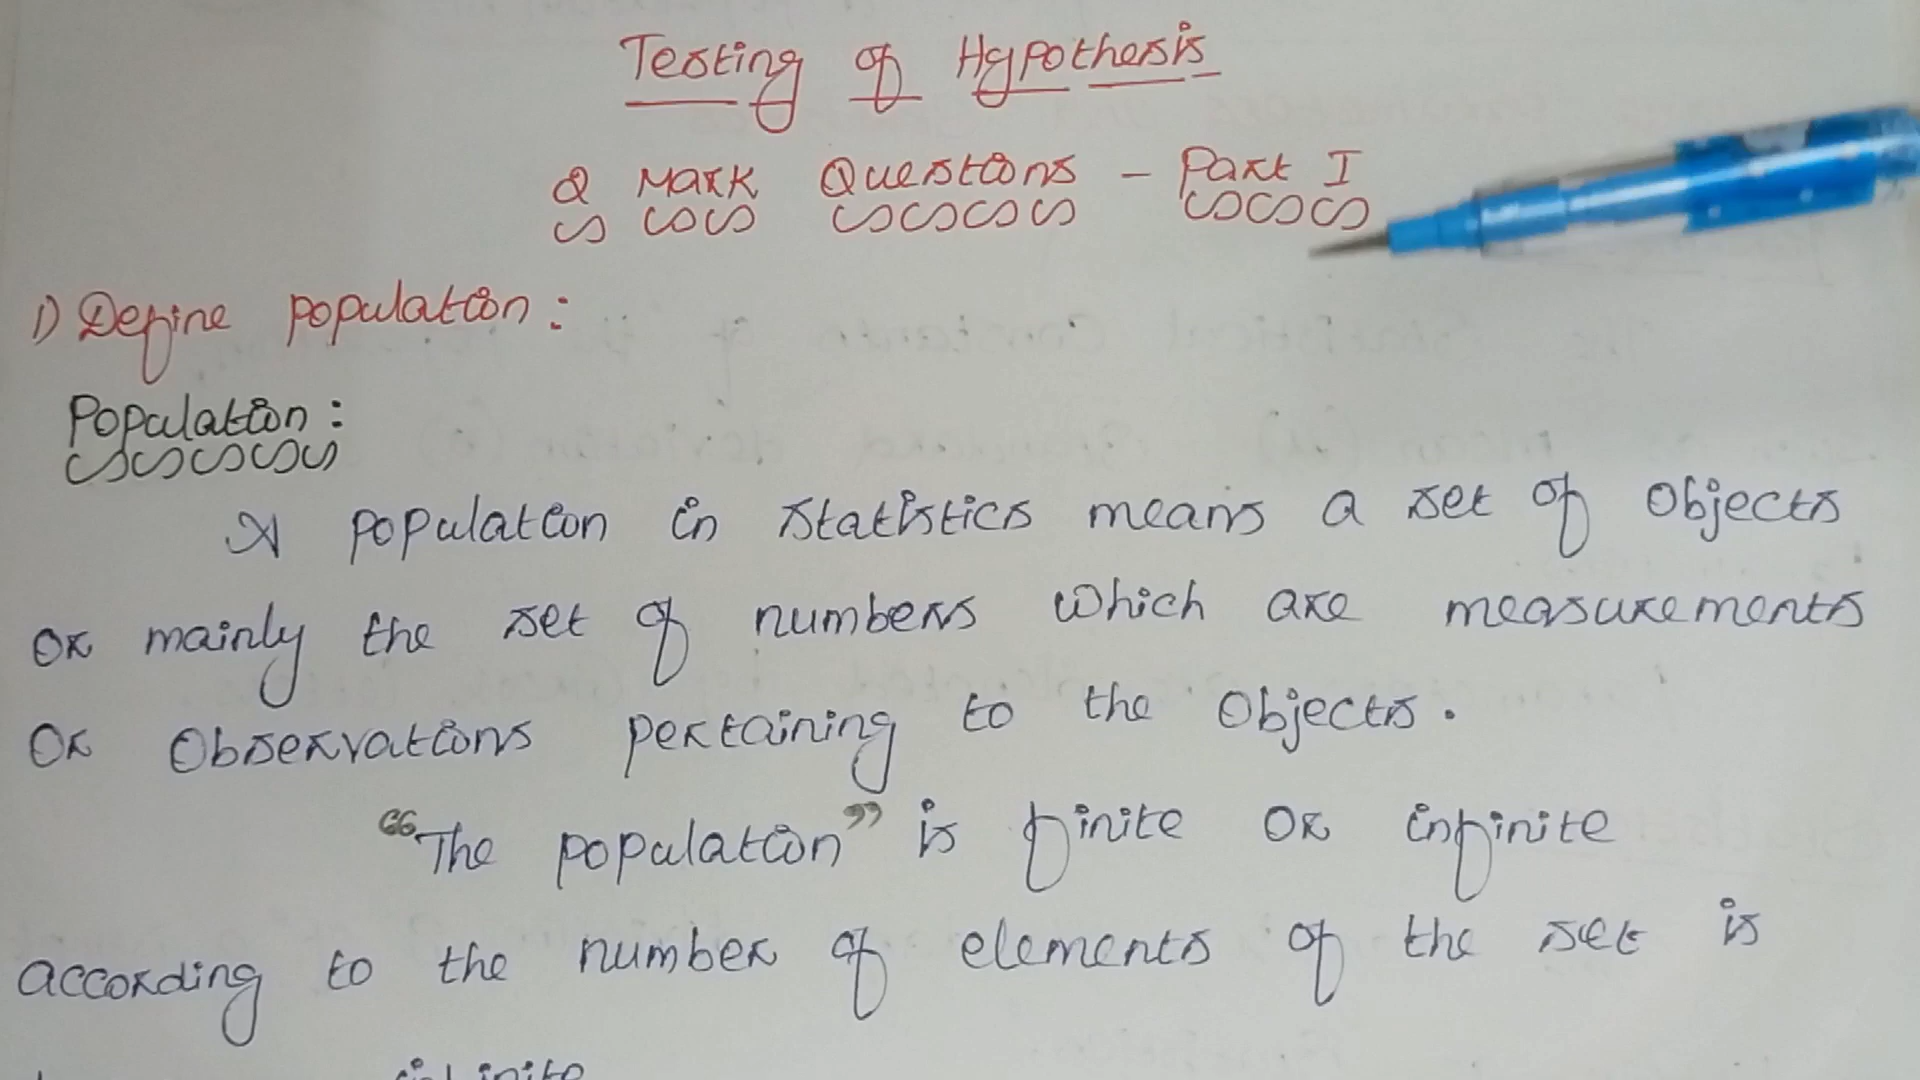 Testing of Hypothesis
2 Mark Questions - Part I
1) Define Population:
Population:
A population in statistics means a set of objects
or mainly the set of numbers which are measurements
or observations pertaining to the objects.
"The population" is finite or infinite
according to the number of elements of the set is
infinite